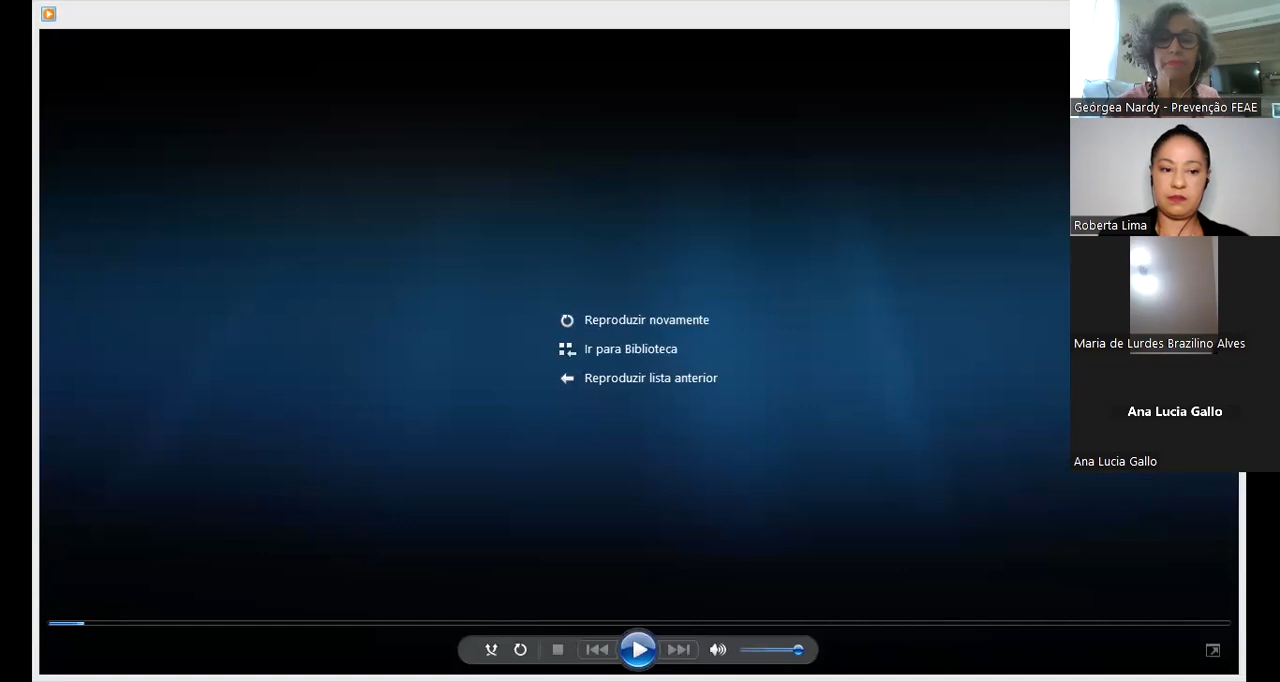 Reproduzir novamente
Ir para Biblioteca
Reproduzir lista anterior
Geórgea Nardy - Prevenção FEAE
Roberta Lima
Maria de Lurdes Brazilino Alves
Ana Lucia Gallo
Ana Lucia Gallo